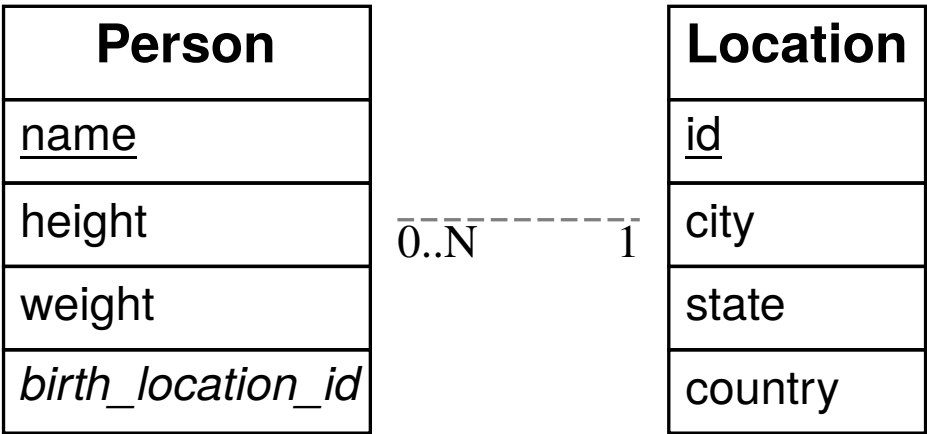 Person
name
height
weight
birth_location_id
0..N 1
Location
id
city
state
country